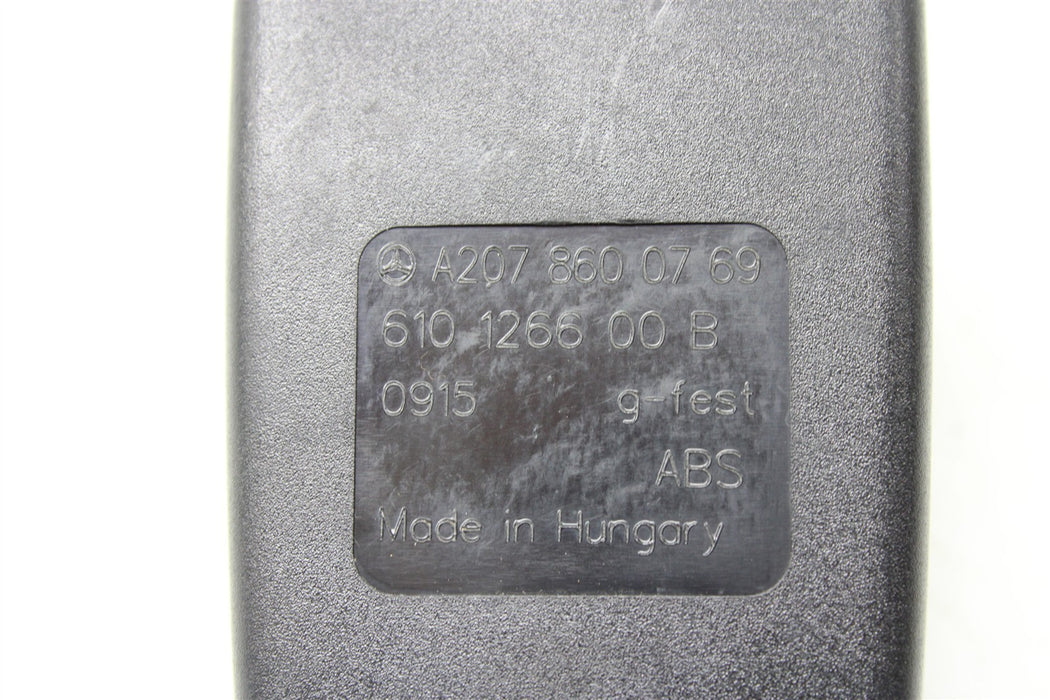 A207 860 07 69
610 1266 00 B
0915 g-fest
ABS
Made in Hungary